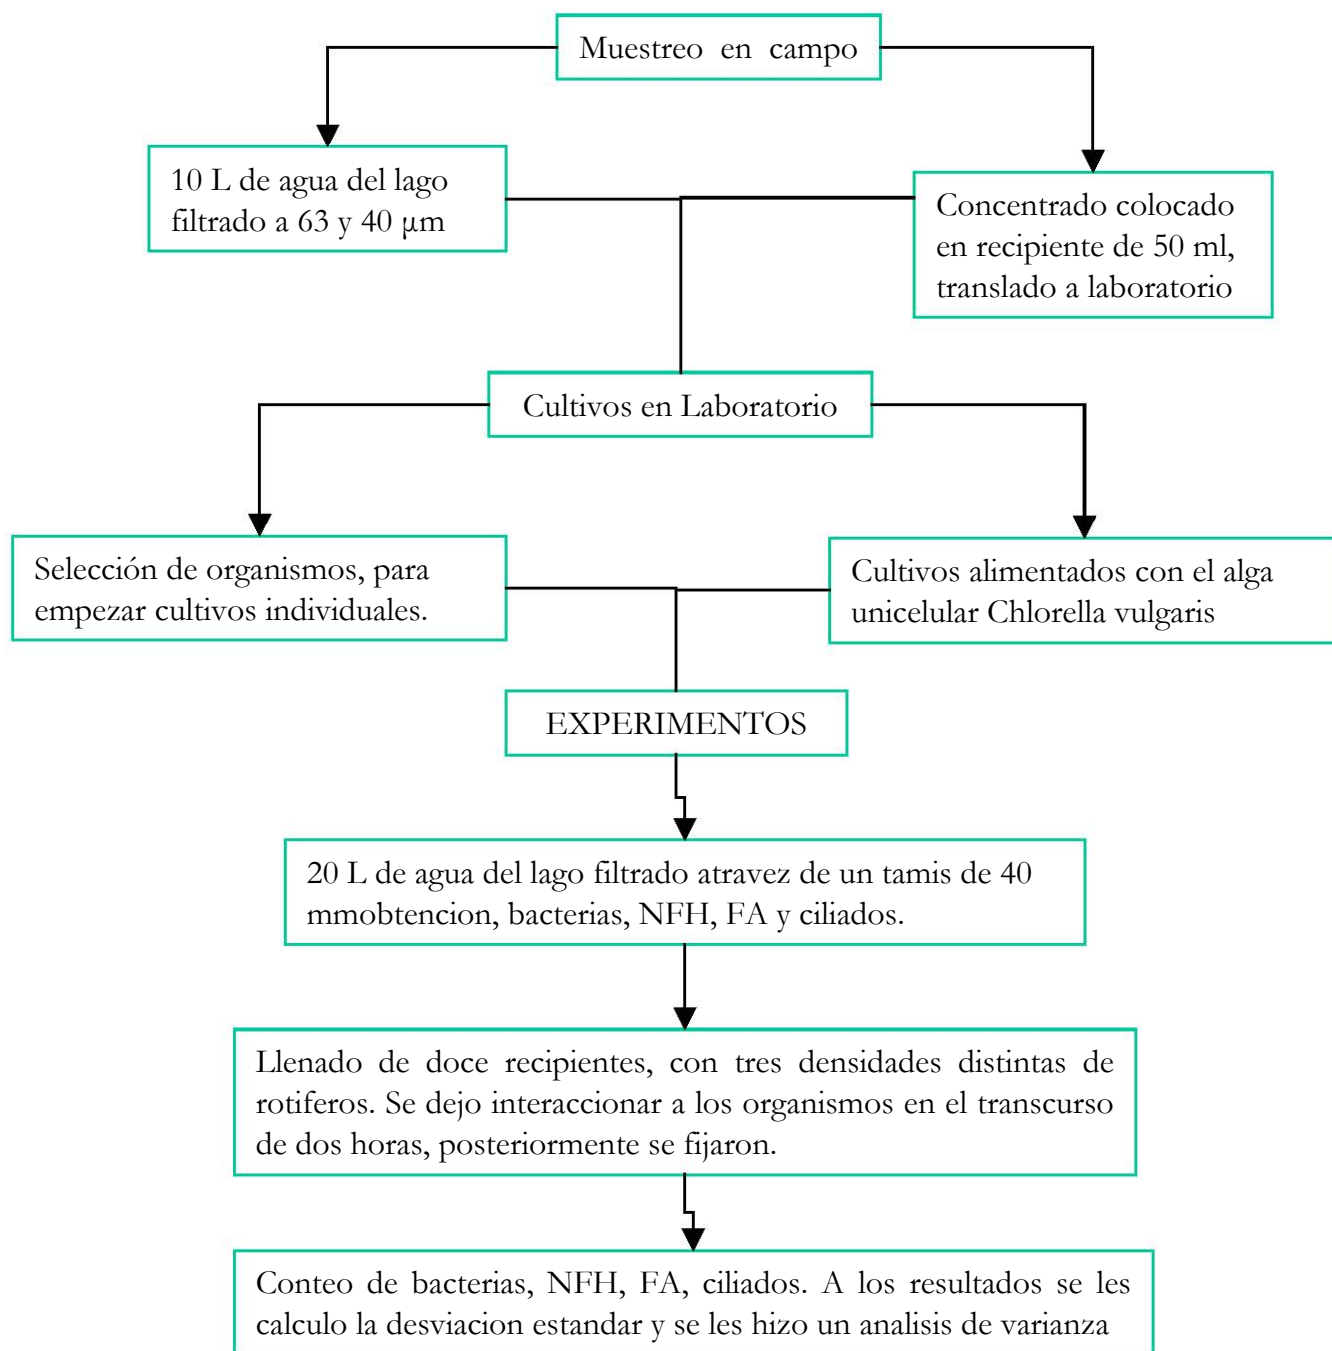 Muestreo en campo
10 L de agua del lago
filtrado a 63 y 40 µm
Concentrado colocado
en recipiente de 50 ml,
translado a laboratorio
Cultivos en Laboratorio
Selección de organismos, para
empezar cultivos individuales.
Cultivos alimentados con el alga
unicelular Chlorella vulgaris
EXPERIMENTOS
20 L de agua del lago filtrado atravez de un tamis de 40
mmobtencion, bacterias, NFH, FA y ciliados.
Llenado de doce recipientes, con tres densidades distintas de
rotiferos. Se dejo interaccionar a los organismos en el transcurso
de dos horas, posteriormente se fijaron.
Conteo de bacterias, NFH, FA, ciliados. A los resultados se les
calculo la desviacion estandar y se les hizo un analisis de varianza